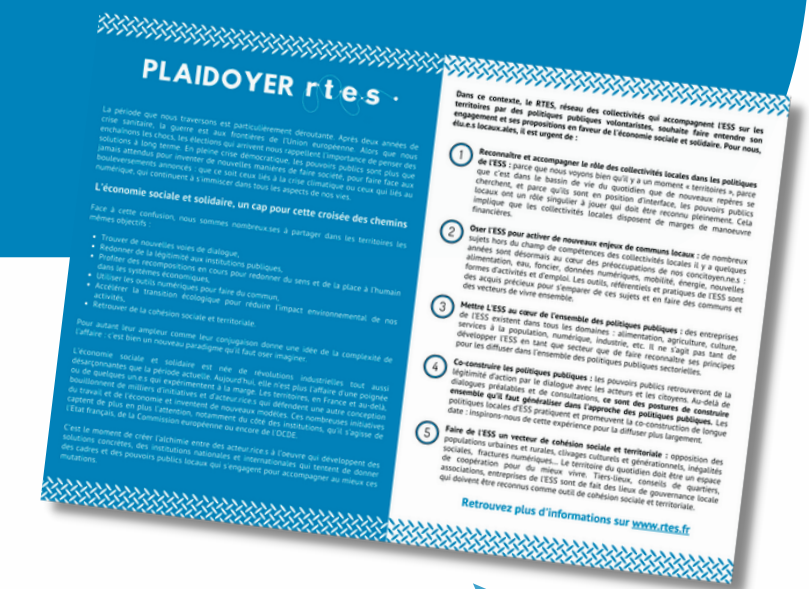 PLAIDOYER rtes
La période que nous traversons est particulièrement déroutante. Après deux années de
crise sanitaire, la guerre est aux frontières de l'Union européenne. Alors que nous
enchaînons les chocs, les élections qui arrivent nous rappellent l'importance de penser des
solutions à long terme. En pleine crise démocratique, les pouvoirs publics sont plus que
jamais attendus pour inventer de nouvelles manières de faire société, pour faire face aux
bouleversements annoncés : que ce soit ceux liés à la crise climatique ou ceux qui liés au
numérique, qui continuent à s'immiscer dans tous les aspects de nos vies.
L'économie sociale et solidaire, un cap pour cette croisée des chemins
Face à cette confusion, nous sommes nombreux.ses à partager dans les territoires les
mêmes objectifs :
• Trouver de nouvelles voies de dialogue,
• Redonner de la légitimité aux institutions publiques,
• Profiter des recompositions en cours pour redonner du sens et de la place à l'humain
dans les systèmes économiques,
• Utiliser les outils numériques pour faire du commun,
• Accélérer la transition écologique pour réduire l'impact environnemental de nos
activités,
• Retrouver de la cohésion sociale et territoriale.
Pour autant leur ampleur comme leur conjugaison donne une idée de la complexité de
l'affaire : c'est bien un nouveau paradigme qu'il faut oser imaginer.
L'économie sociale et solidaire est née de révolutions industrielles tout aussi
désarçonnantes que la période actuelle. Aujourd'hui, elle n'est plus l'affaire d'une poignée
ou de quelques un.e.s qui expérimentent à la marge. Les territoires, en France et au-delà,
bouillonnent de milliers d'initiatives et d'acteur.rice.s qui défendent une autre conception
du travail et de l'économie et inventent de nouveaux modèles. Ces nombreuses initiatives
captent de plus en plus l'attention, notamment du côté des institutions, qu'il s'agisse de
l'Etat français, de la Commission européenne ou encore de l'OCDE.
C'est le moment de créer l'alchimie entre des acteur.rice.s à l'oeuvre qui développent des
solutions concrètes, des institutions nationales et internationales qui tentent de donner
des cadres et des pouvoirs publics locaux qui s'engagent pour accompagner au mieux ces
mutations.
Dans ce contexte, le RTES, réseau des collectivités qui accompagnent l'ESS sur les
territoires par des politiques publiques volontaristes, souhaite faire entendre son
engagement et ses propositions en faveur de l'économie sociale et solidaire. Pour nous,
élu.e.s locaux.ales, il est urgent de :
1 Reconnaître et accompagner le rôle des collectivités locales dans les politiques
de l'ESS : parce que nous voyons bien qu'il y a un moment « territoires », parce
que c'est dans le bassin de vie du quotidien que de nouveaux repères se
cherchent, et parce qu'ils sont en position d'interface, les pouvoirs publics
locaux ont un rôle singulier à jouer qui doit être reconnu pleinement. Cela
implique que les collectivités locales disposent de marges de manoeuvre
financières.
2 Oser l'ESS pour activer de nouveaux enjeux de communs locaux : de nombreux
sujets hors du champ de compétences des collectivités locales il y a quelques
années sont désormais au cœur des préoccupations de nos concitoyen.ne.s :
alimentation, eau, foncier, données numériques, mobilité, énergie, nouvelles
formes d'activités et d'emploi. Les outils, référentiels et pratiques de l'ESS sont
des acquis précieux pour s'emparer de ces sujets et en faire des communs et
des vecteurs de vivre ensemble.
3 Mettre L'ESS au cœur de l'ensemble des politiques publiques : des entreprises
de l'ESS existent dans tous les domaines : alimentation, agriculture, culture,
services à la population, numérique, industrie, etc. Il ne s'agit pas tant de
développer l'ESS en tant que secteur que de faire reconnaître ses principes
pour les diffuser dans l'ensemble des politiques publiques sectorielles.
4 Co-construire les politiques publiques : les pouvoirs publics retrouveront de la
légitimité d'action par le dialogue avec les acteurs et les citoyens. Au-delà de
dialogues préalables et de consultations, ce sont des postures de construire
ensemble qu'il faut généraliser dans l'approche des politiques publiques. Les
politiques locales d'ESS pratiquent et promeuvent la co-construction de longue
date : inspirons-nous de cette expérience pour la diffuser plus largement.
5 Faire de l'ESS un vecteur de cohésion sociale et territoriale : opposition des
populations urbaines et rurales, clivages culturels et générationnels, inégalités
sociales, fractures numériques... Le territoire du quotidien doit être un espace
de coopération pour du mieux vivre. Tiers-lieux, conseils de quartiers,
associations, entreprises de l'ESS sont de fait des lieux de gouvernance locale
qui doivent être reconnus comme outil de cohésion sociale et territoriale.
Retrouvez plus d'informations sur www.rtes.fr